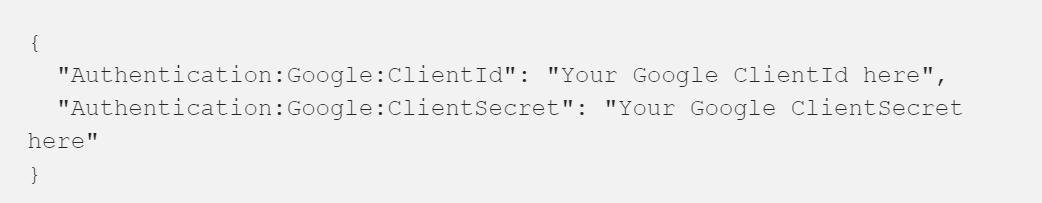 {
  "Authentication:Google:ClientId": "Your Google ClientId here",
  "Authentication:Google:ClientSecret": "Your Google ClientSecret
here"
}